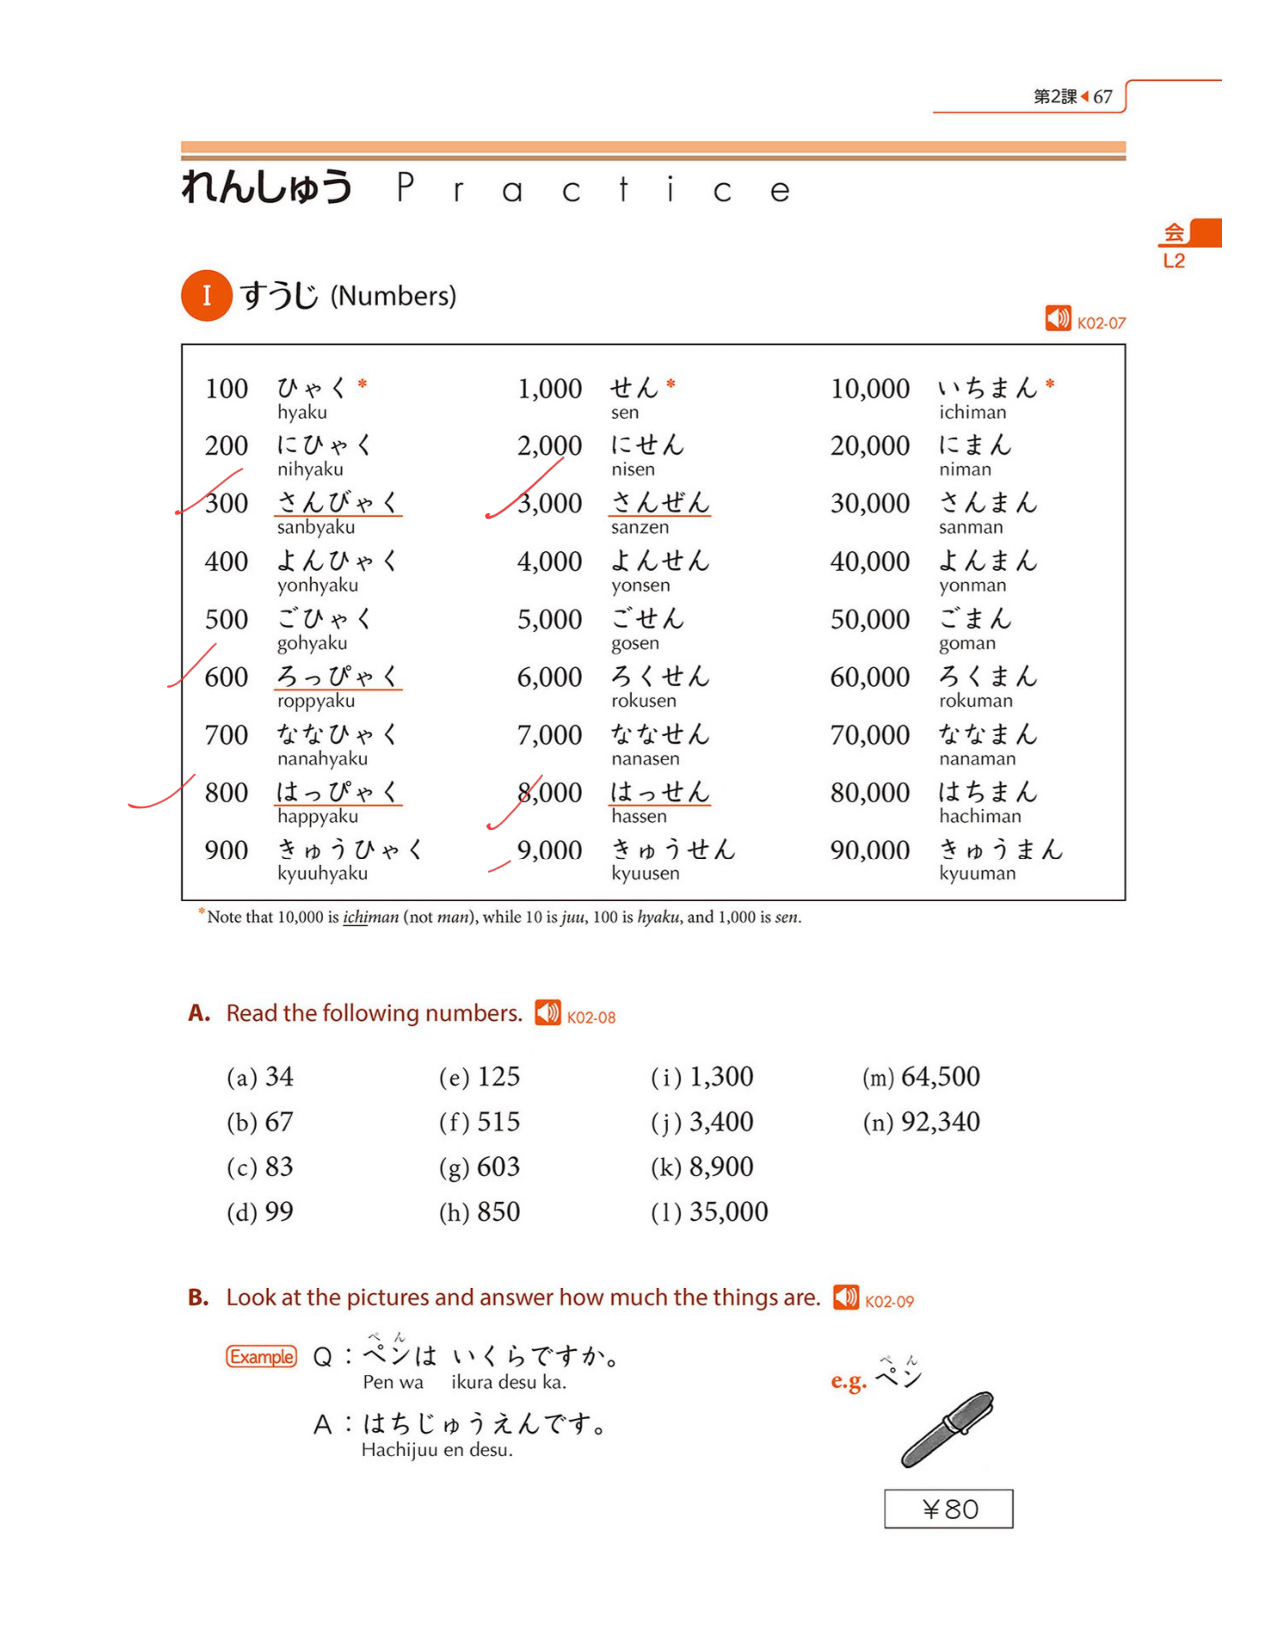 第2課◀67
れんしゅう Practice
会
L2
I すうじ (Numbers)
K02-07
100 ひゃく* 1,000 せん* 10,000 いちまん*
hyaku sen ichiman
200 にひゃく 2,000 にせん 20,000 にまん
nihyaku nisen niman
300 さんびゃく 3,000 さんぜん 30,000 さんまん
sanbyaku sanzen sanman
400 よんひゃく 4,000 よんせん 40,000 よんまん
yonhyaku yonsen yonman
500 ごひゃく 5,000 ごせん 50,000 ごまん
gohyaku gosen goman
600 ろっぴゃく 6,000 ろくせん 60,000 ろくまん
roppyaku rokusen rokuman
700 ななひゃく 7,000 ななせん 70,000 ななまん
nanahyaku nanasen nanaman
800 はっぴゃく 8,000 はっせん 80,000 はちまん
happyaku hassen hachiman
900 きゅうひゃく 9,000 きゅうせん 90,000 きゅうまん
kyuuhyaku kyuusen kyuuman
*Note that 10,000 is ichiman (not man), while 10 is juu, 100 is hyaku, and 1,000 is sen.
A. Read the following numbers. K02-08
(a) 34 (e) 125 (i) 1,300 (m) 64,500
(b) 67 (f) 515 (j) 3,400 (n) 92,340
(c) 83 (g) 603 (k) 8,900
(d) 99 (h) 850 (l) 35,000
B. Look at the pictures and answer how much the things are. K02-09
ぺん
Example Q：ペンは いくらですか。
Pen wa ikura desu ka.
A：はちじゅうえんです。
Hachijuu en desu.
ぺん
e.g. ペン
¥80